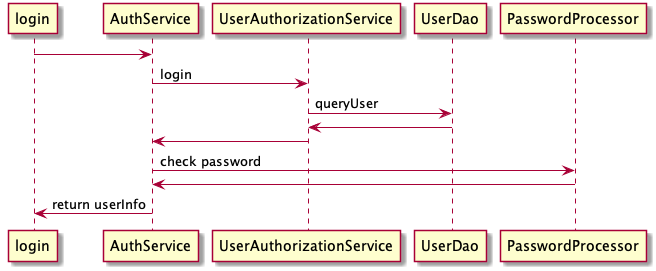 login AuthService UserAuthorizationService UserDao PasswordProcessor
login
queryUser
check password
return userInfo
login AuthService UserAuthorizationService UserDao PasswordProcessor